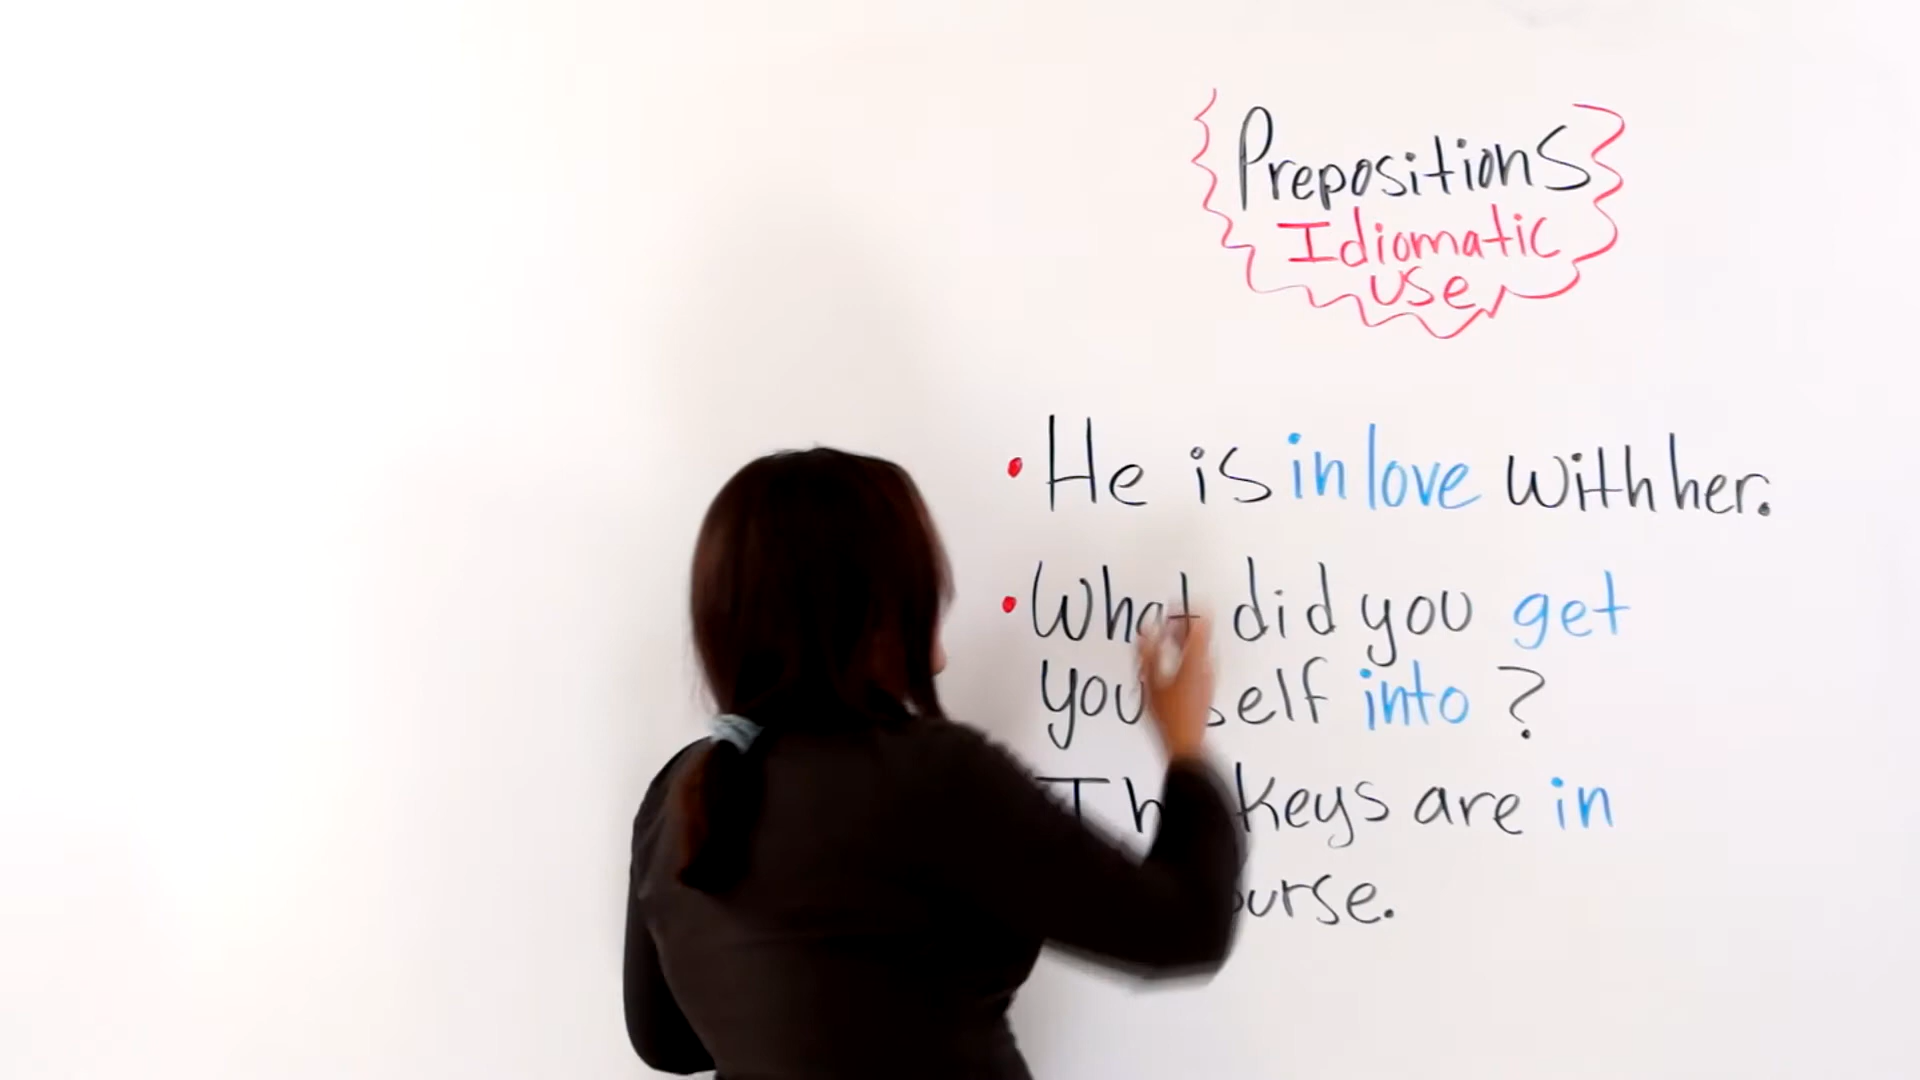 Prepositions
Idiomatic
use
He is in love with her.
What did you get
yourself into?
The keys are in
purse.